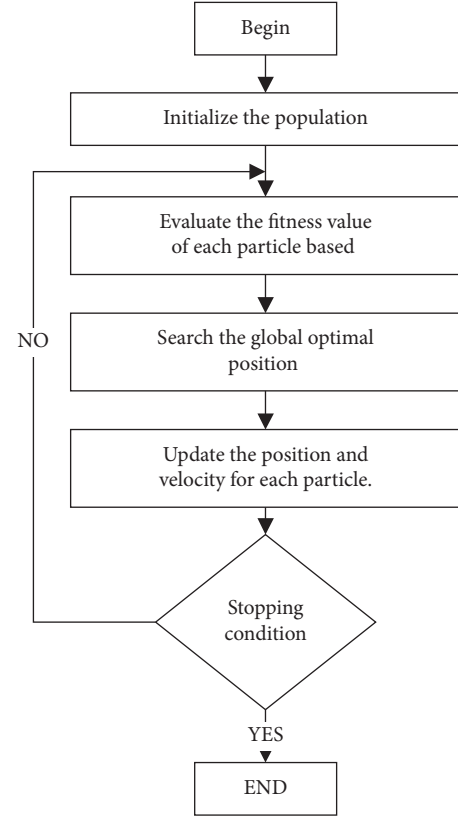 Begin
Initialize the population
Evaluate the fitness value
of each particle based
Search the global optimal
position
NO
Update the position and
velocity for each particle.
Stopping
condition
YES
END